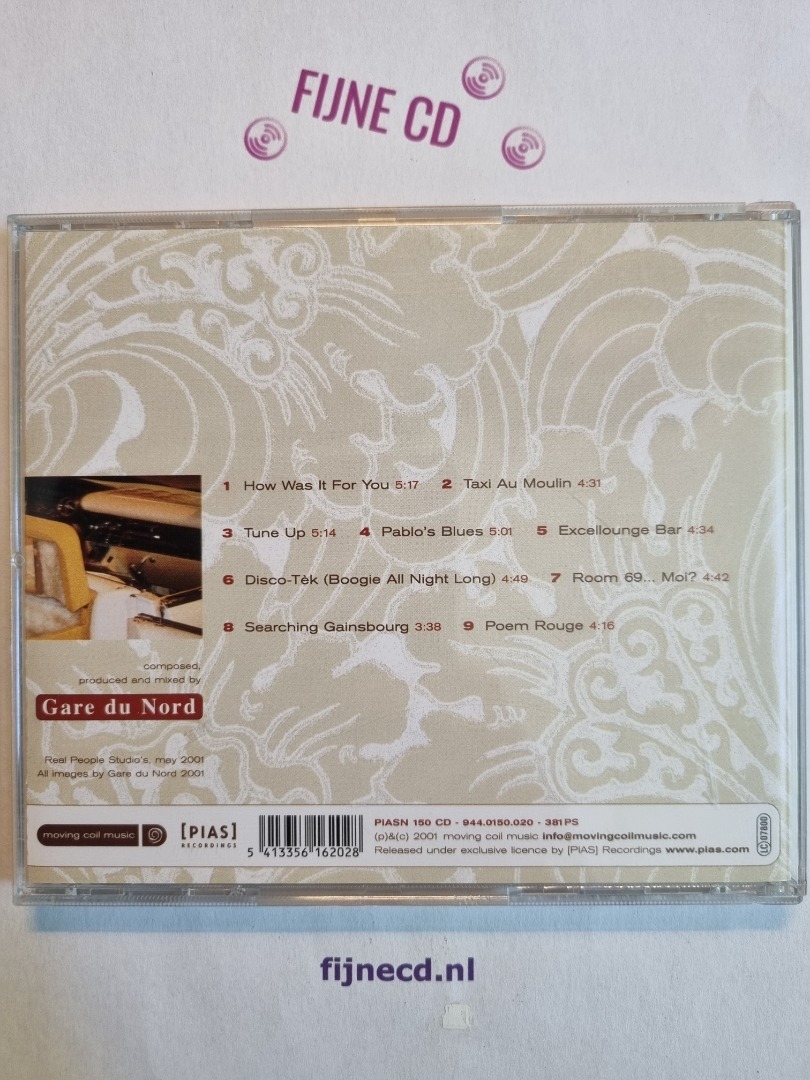 FIJNE CD
1 How Was It For You 5:17 2 Taxi Au Moulin 4:31
3 Tune Up 5:14 4 Pablo's Blues 5:01 5 Excellounge Bar 4:34
6 Disco-Tèk (Boogie All Night Long) 4:49 7 Room 69... Moi? 4:42
8 Searching Gainsbourg 3:38 9 Poem Rouge 4:16
composed,
produced and mixed by
Gare du Nord
Real People Studio's, may 2001
All images by Gare du Nord 2001
moving coil music
[PIAS]
RECORDINGS
5 413356 162028
PIASN 150 CD - 944.0150.020 - 381PS
(p)&(c) 2001 moving coil music info@movingcoilmusic.com
Released under exclusive licence by [PIAS] Recordings www.pias.com
LC 07800
fijnecd.nl